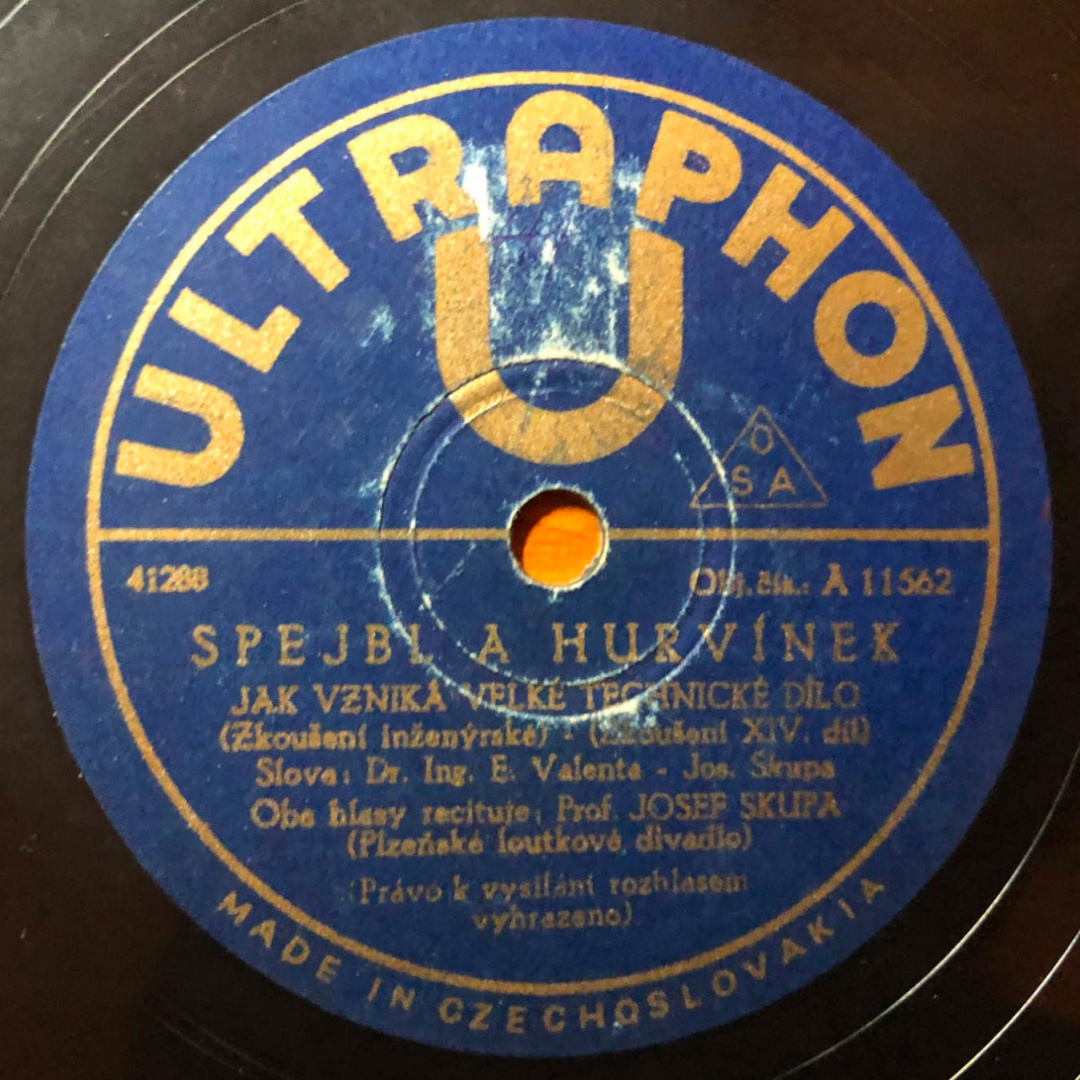 ULTRAPHON
U
O
SA
41288
Obj. čís.: A 11562
SPEJBL A HURVÍNEK
JAK VZNIKÁ VELKÉ TECHNICKÉ DÍLO
(Zkoušení inženýrské) - (Zkoušení XIV. díl)
Slova: Dr. Ing. E. Valenta - Jos. Skupa
Oba hlasy recituje: Prof. JOSEF SKUPA
(Plzeňské loutkové divadlo)
(Právo k vysílání rozhlasem
vyhrazeno)
MADE IN CZECHOSLOVAKIA